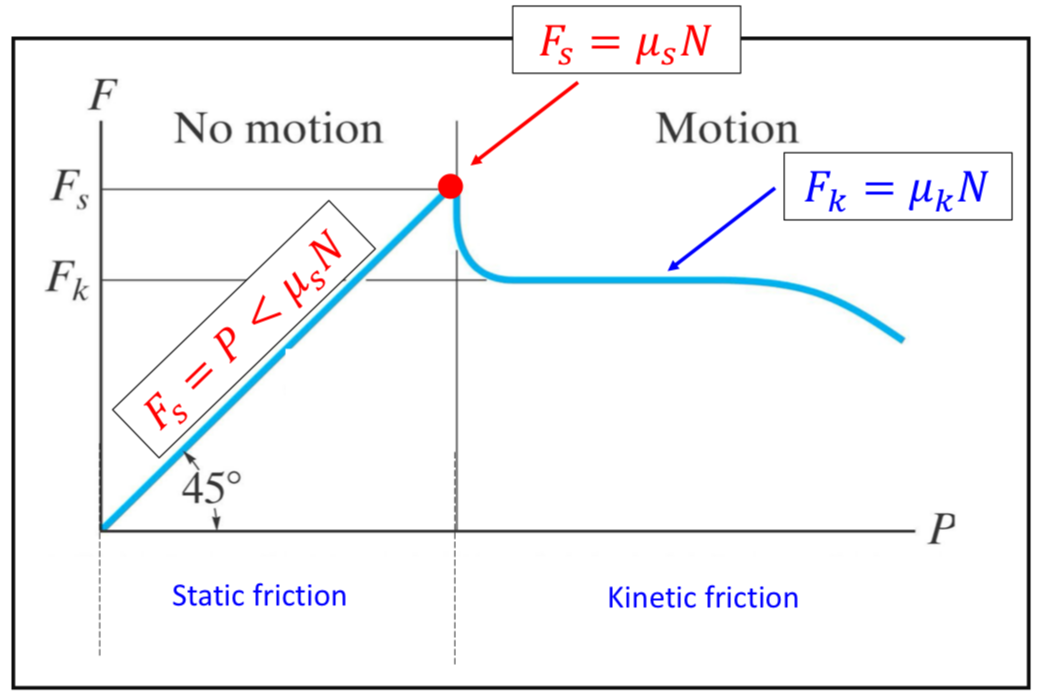 F_s = μ_s N
F
No motion
Motion
F_s
F_k = μ_k N
F_s = P < μ_s N
F_k
45°
P
Static friction
Kinetic friction